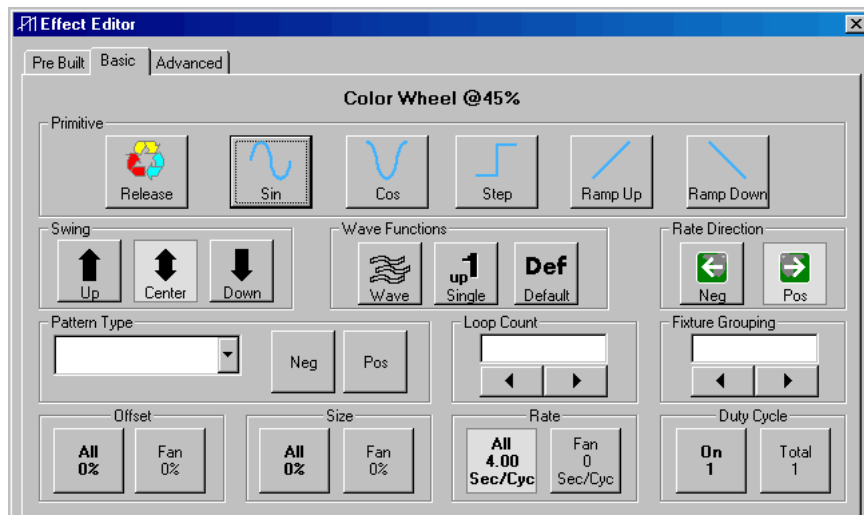 Effect Editor
Pre Built Basic Advanced
Color Wheel @45%
Primitive
Release Sin Cos Step Ramp Up Ramp Down
Swing Wave Functions Rate Direction
up1 Def
Up Center Down Wave Single Default Neg Pos
Pattern Type Loop Count Fixture Grouping
Neg Pos
Offset Size Rate Duty Cycle
All Fan All Fan All Fan On Total
0% 0% 0% 0% 4.00 0 1 1
Sec/Cyc Sec/Cyc